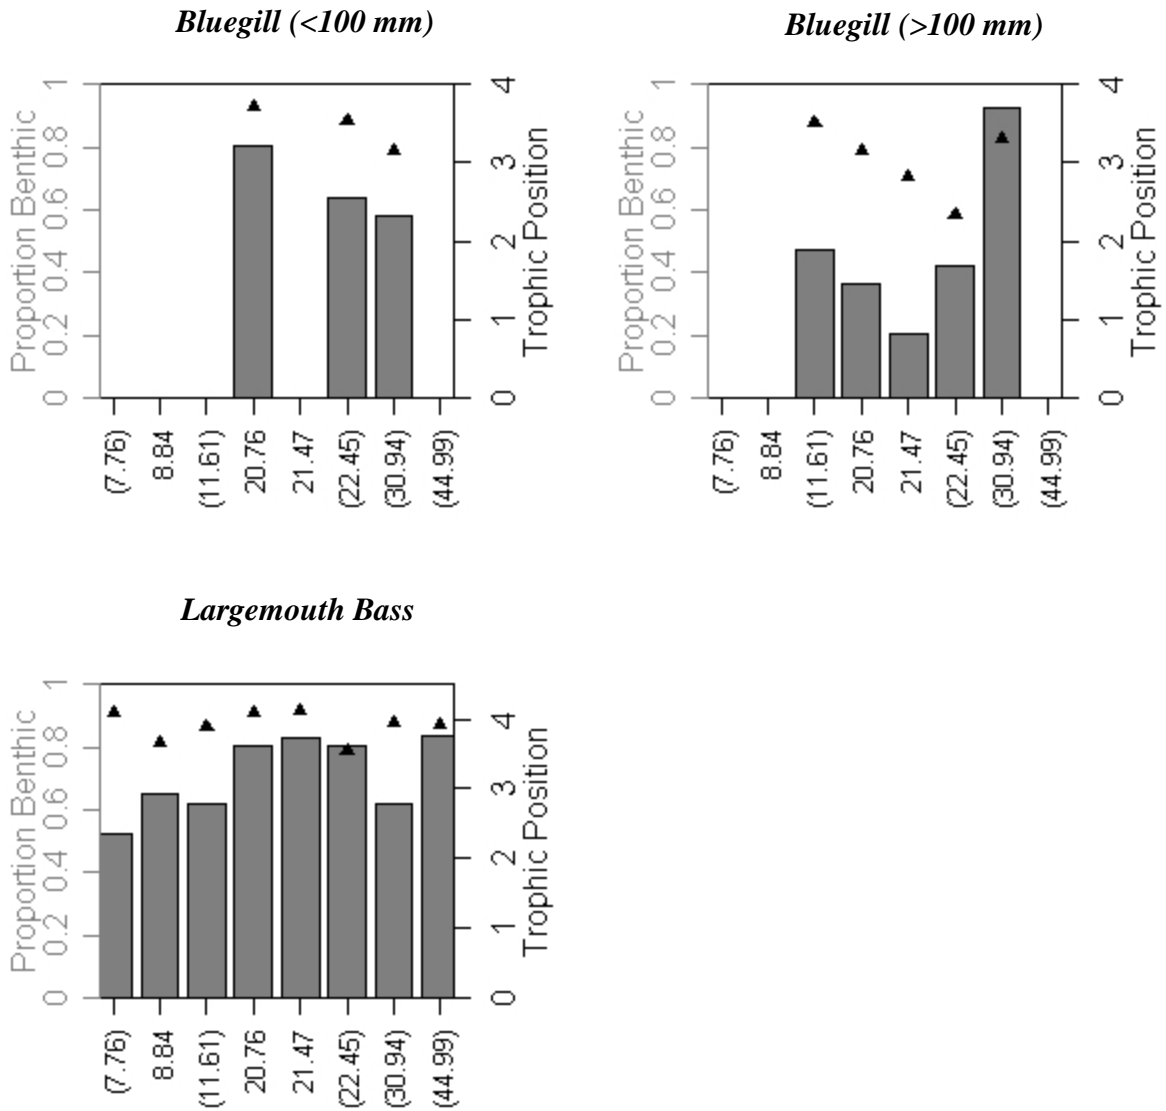 Bluegill (<100 mm)
Proportion Benthic
0 0.2 0.4 0.6 0.8 1
0 1 2 3 4
Trophic Position
(7.76) 8.84 (11.61) 20.76 21.47 (22.45) (30.94) (44.99)
Bluegill (>100 mm)
Proportion Benthic
0 0.2 0.4 0.6 0.8 1
0 1 2 3 4
Trophic Position
(7.76) 8.84 (11.61) 20.76 21.47 (22.45) (30.94) (44.99)
Largemouth Bass
Proportion Benthic
0 0.2 0.4 0.6 0.8 1
0 1 2 3 4
Trophic Position
(7.76) 8.84 (11.61) 20.76 21.47 (22.45) (30.94) (44.99)